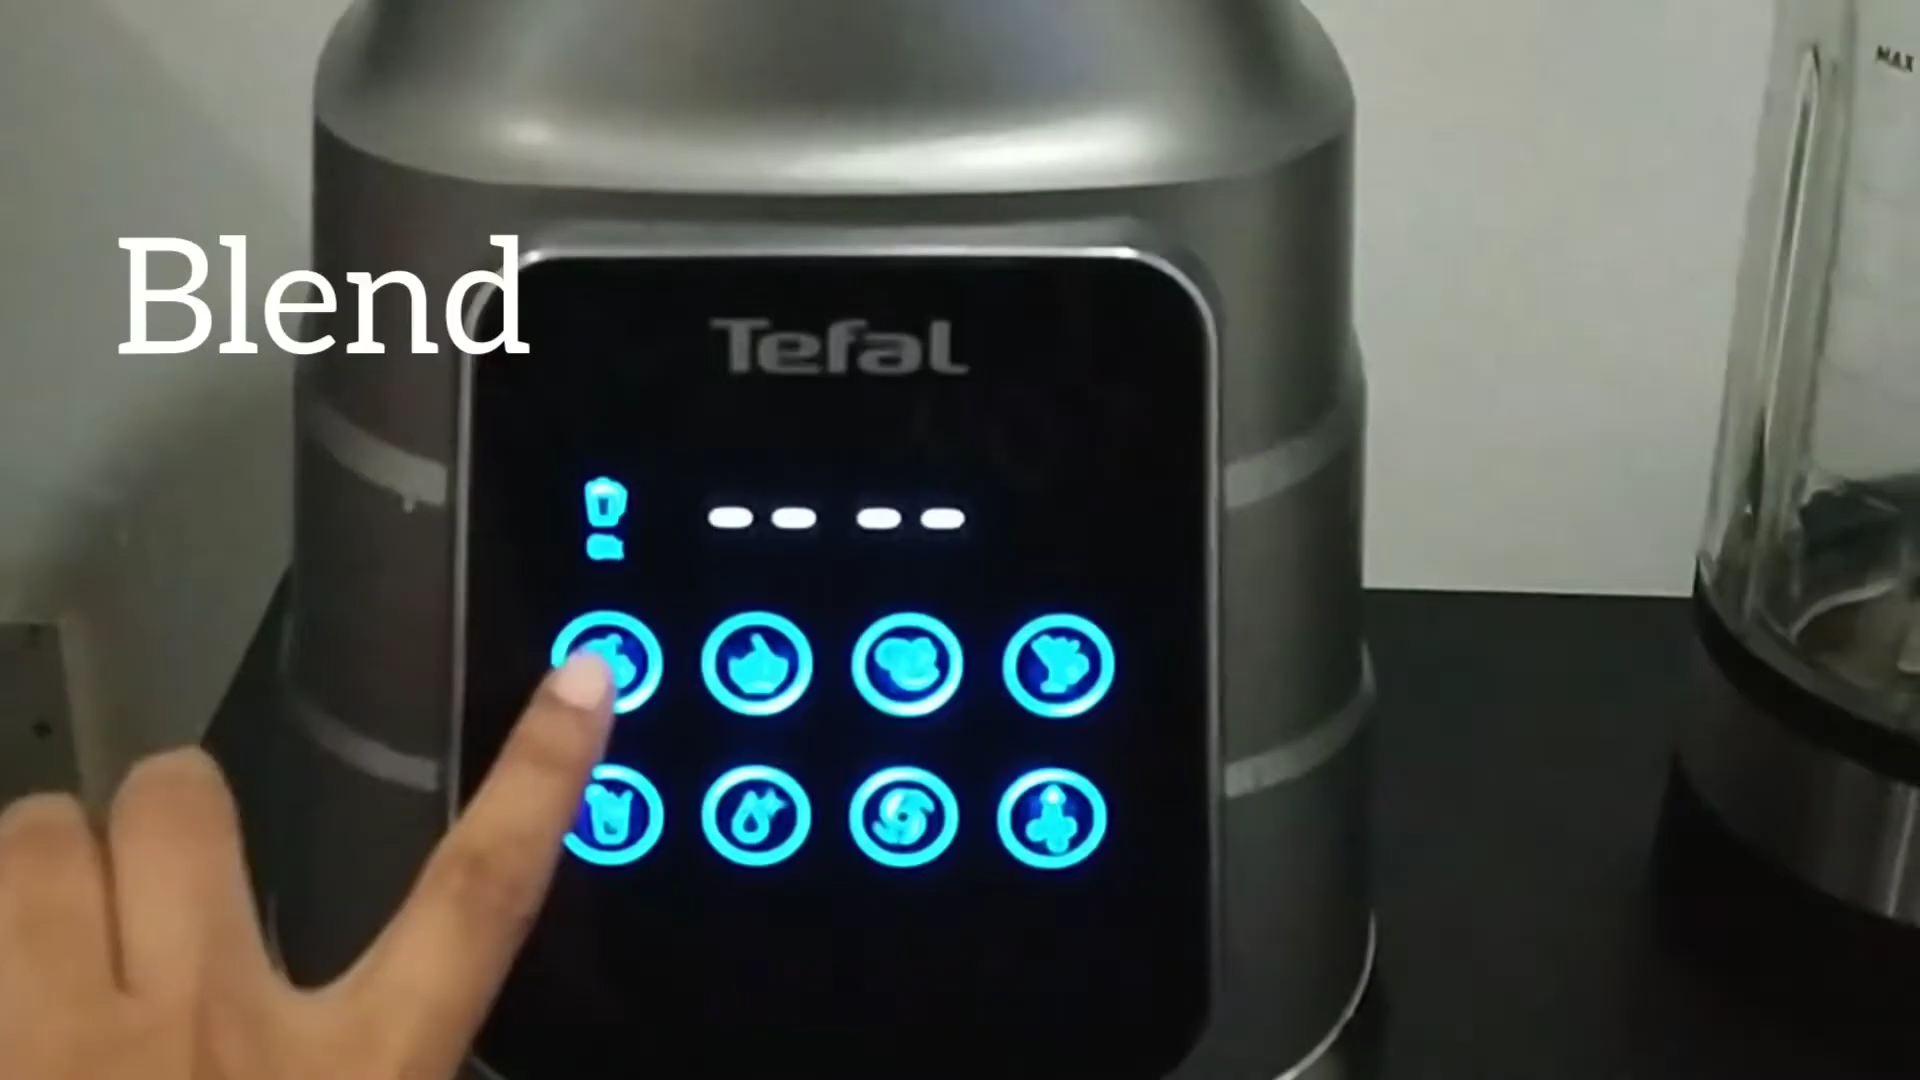 MAX
Blend
Tefal
-- --